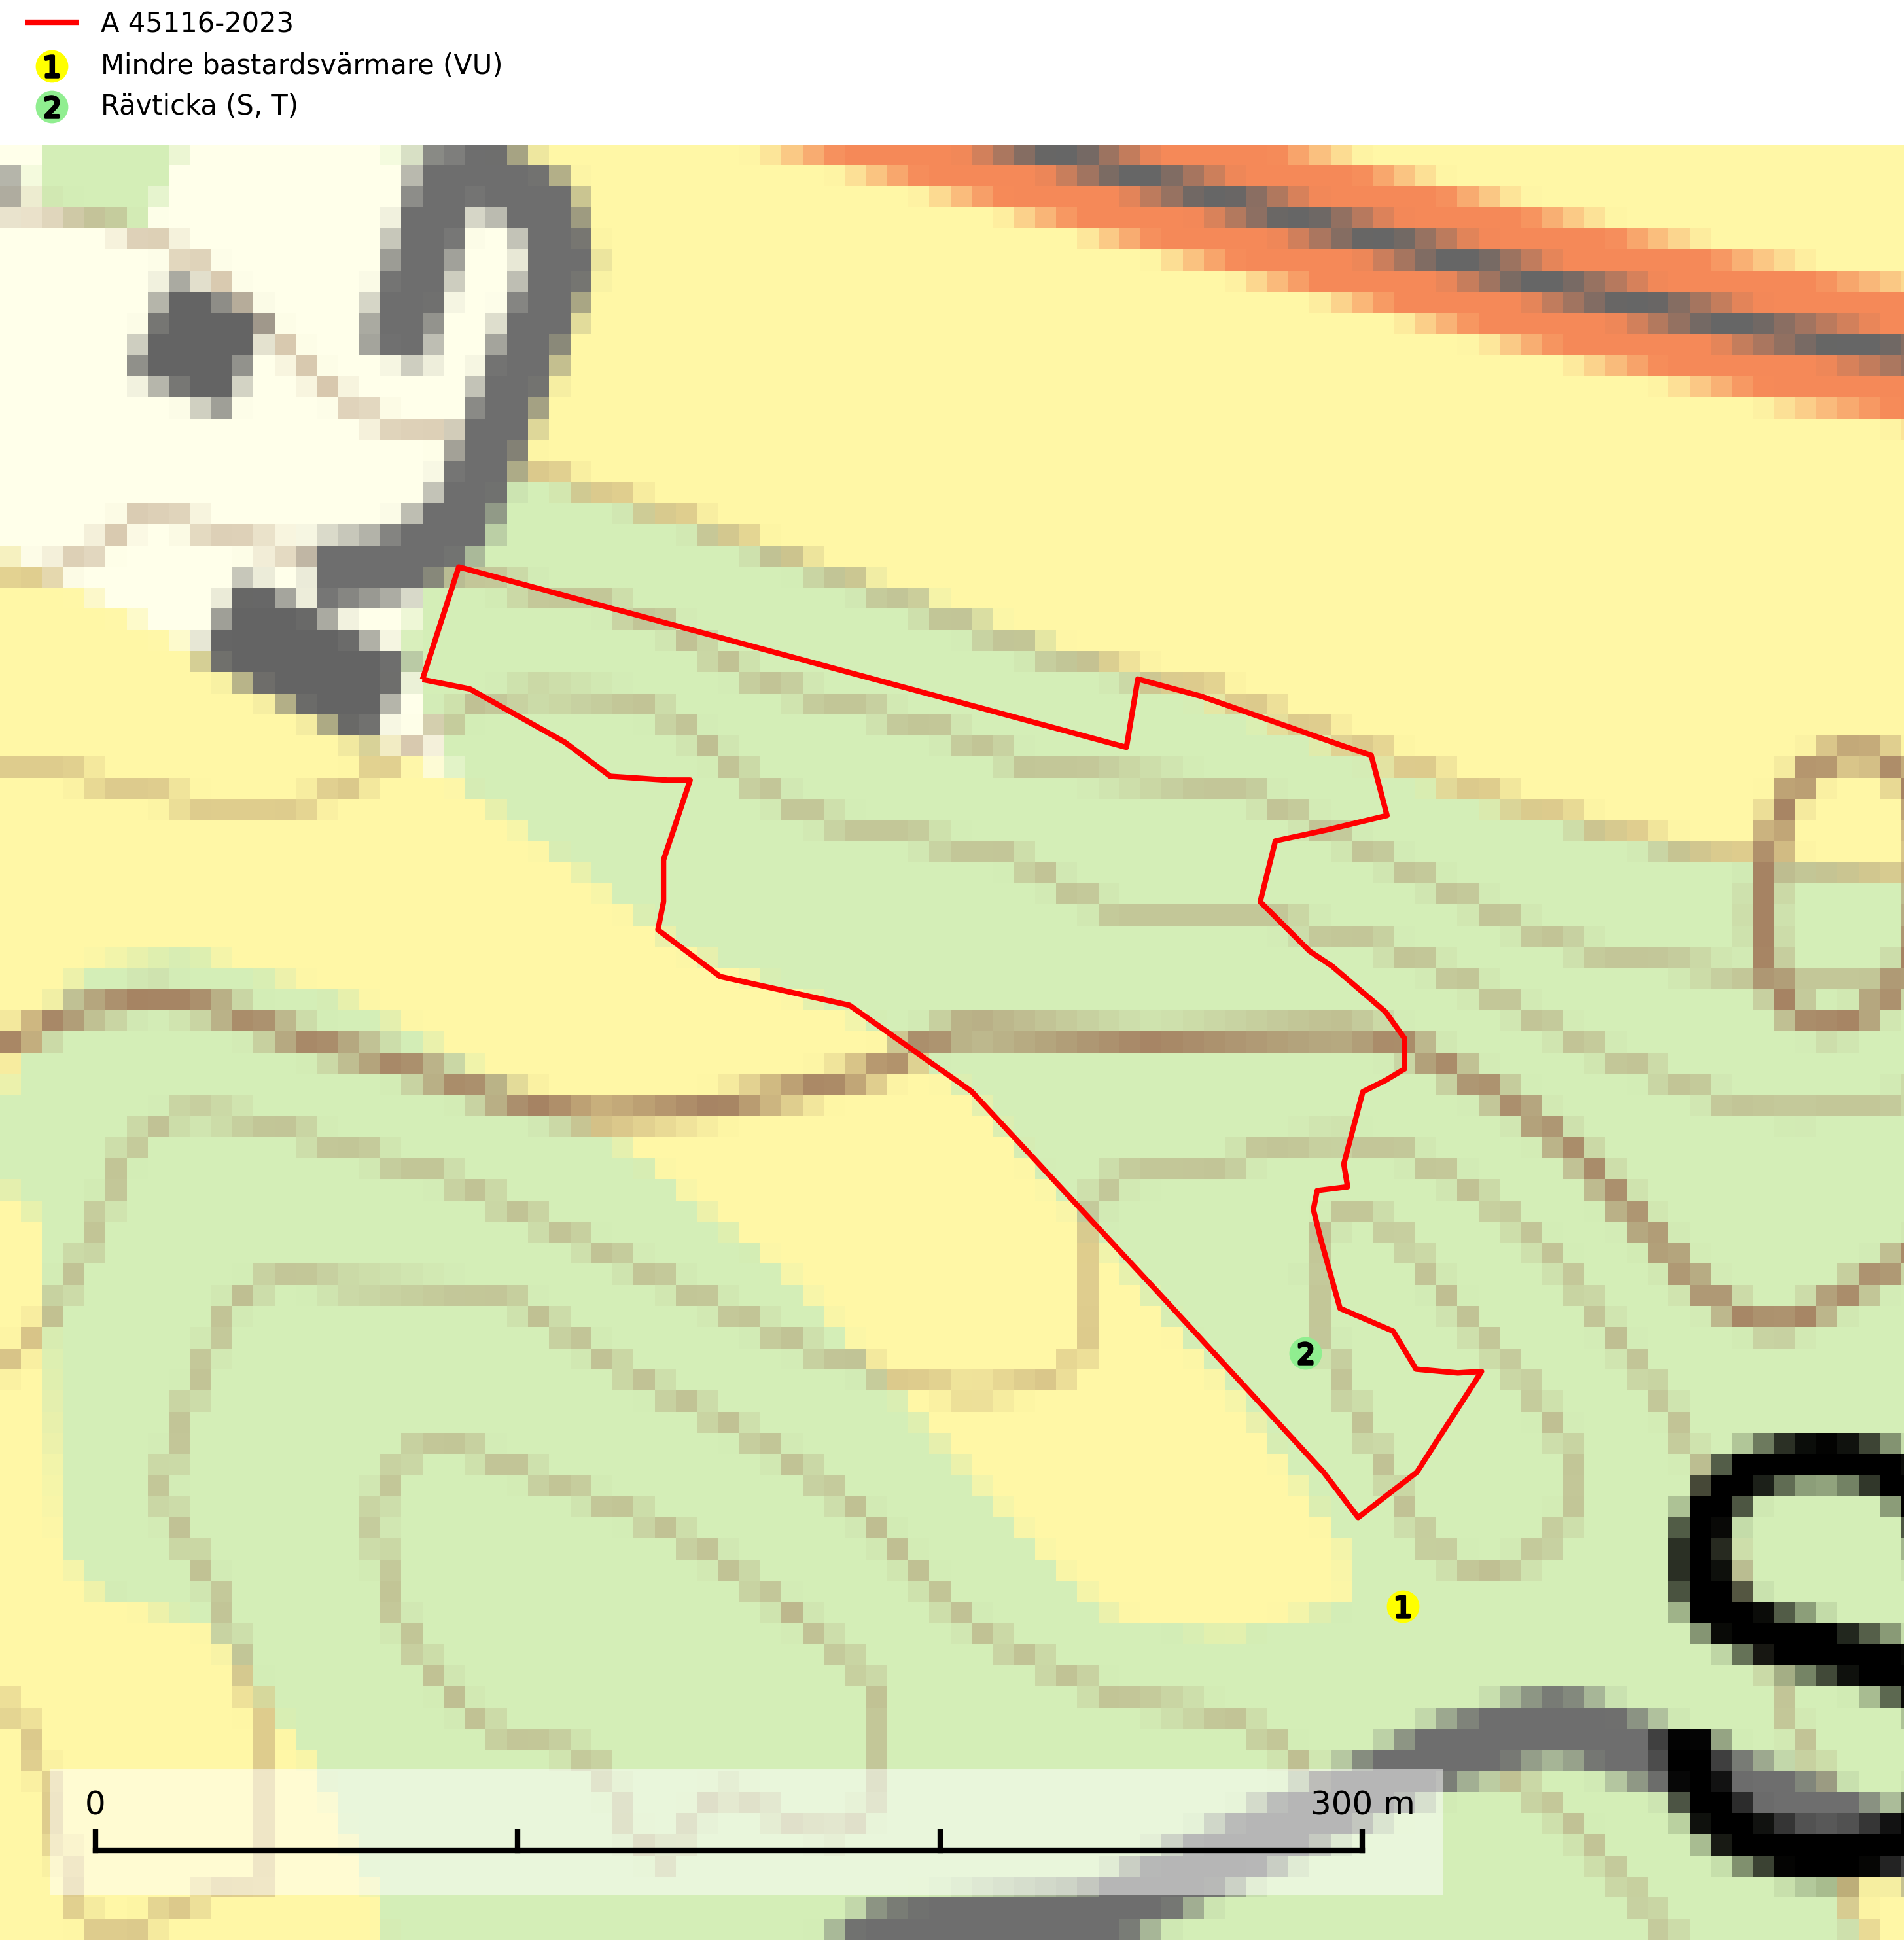 A 45116-2023
1 Mindre bastardsvärmare (VU)
2 Rävticka (S, T)
2
1
0 300 m